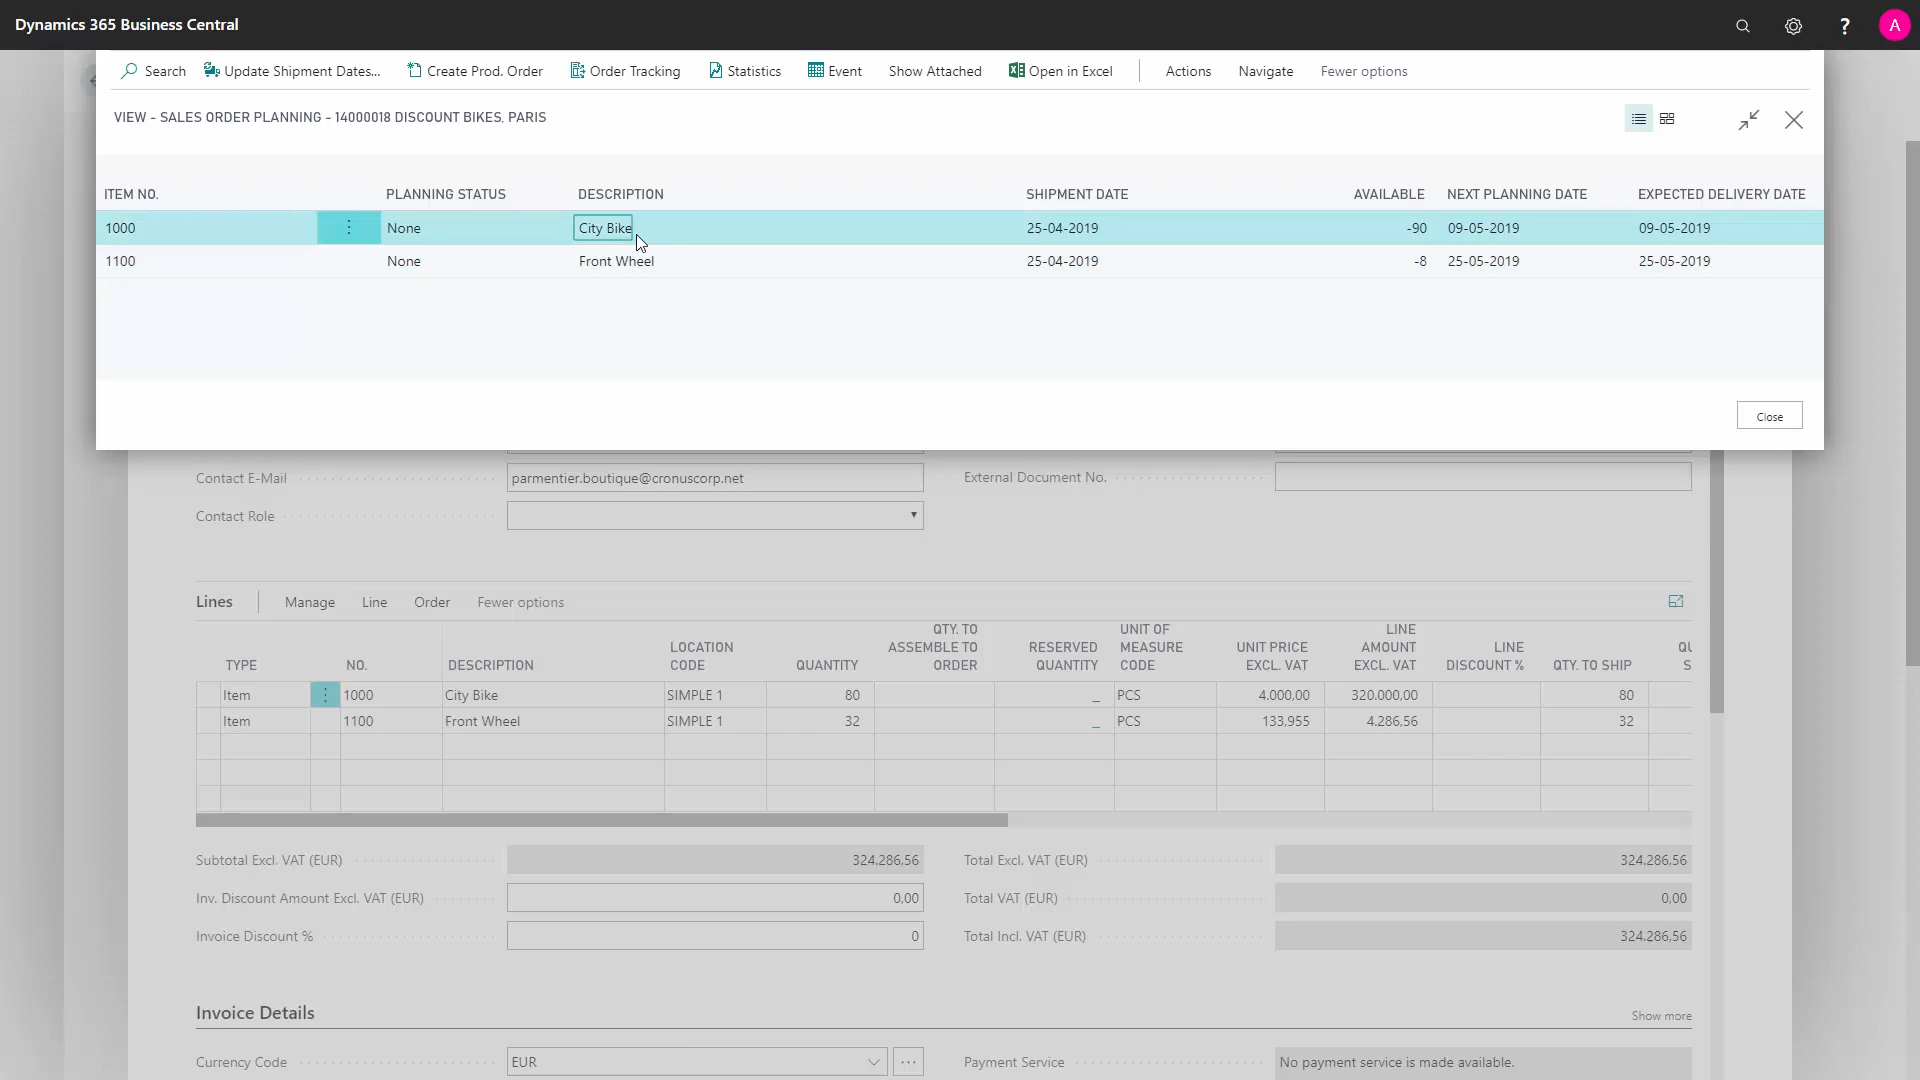 Dynamics 365 Business Central
?
A
Search
Update Shipment Dates...
Create Prod. Order
Order Tracking
Statistics
Event
Show Attached
Open in Excel
Actions
Navigate
Fewer options
VIEW - SALES ORDER PLANNING - 14000018 DISCOUNT BIKES, PARIS
ITEM NO. PLANNING STATUS DESCRIPTION SHIPMENT DATE AVAILABLE NEXT PLANNING DATE EXPECTED DELIVERY DATE
1000 None City Bike 25-04-2019 -90 09-05-2019 09-05-2019
1100 None Front Wheel 25-04-2019 -8 25-05-2019 25-05-2019
Close
Contact E-Mail parmentier.boutique@cronuscorp.net External Document No.
Contact Role
Lines Manage Line Order Fewer options
TYPE NO. DESCRIPTION LOCATION CODE QUANTITY QTY. TO ASSEMBLE TO ORDER RESERVED QUANTITY UNIT OF MEASURE CODE UNIT PRICE EXCL. VAT LINE AMOUNT EXCL. VAT LINE DISCOUNT % QTY. TO SHIP
Item 1000 City Bike SIMPLE 1 80 _ PCS 4.000,00 320.000,00 80
Item 1100 Front Wheel SIMPLE 1 32 _ PCS 133,955 4.286,56 32
Subtotal Excl. VAT (EUR) 324.286,56 Total Excl. VAT (EUR) 324.286,56
Inv. Discount Amount Excl. VAT (EUR) 0,00 Total VAT (EUR) 0,00
Invoice Discount % 0 Total Incl. VAT (EUR) 324.286,56
Invoice Details Show more
Currency Code EUR Payment Service No payment service is made available.